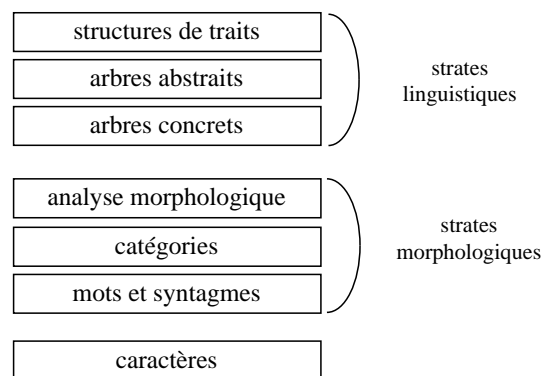 structures de traits
arbres abstraits
arbres concrets
strates
linguistiques
analyse morphologique
catégories
mots et syntagmes
strates
morphologiques
caractères